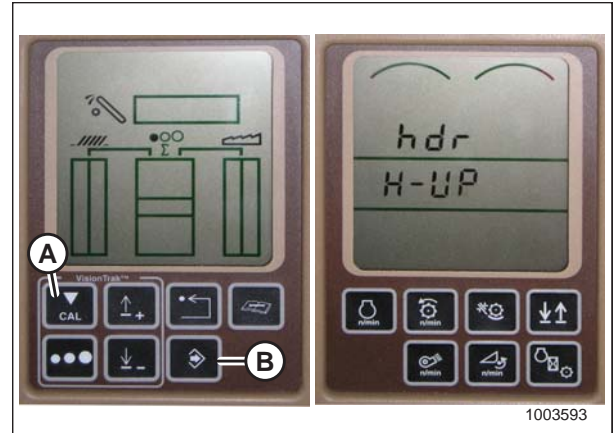 Σ
A
VisionTrak™
CAL
+
-
B
hdr
H-UP
n/min
n/min
n/min
n/min
1003593